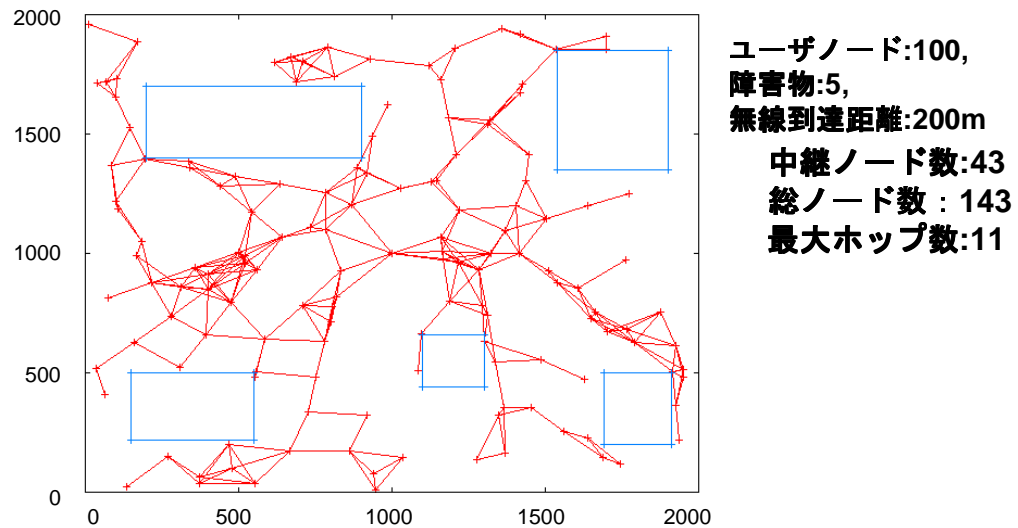 2000
1500
1000
500
0
0 500 1000 1500 2000
ユーザノード:100,
障害物:5,
無線到達距離:200m
中継ノード数:43
総ノード数：143
最大ホップ数:11